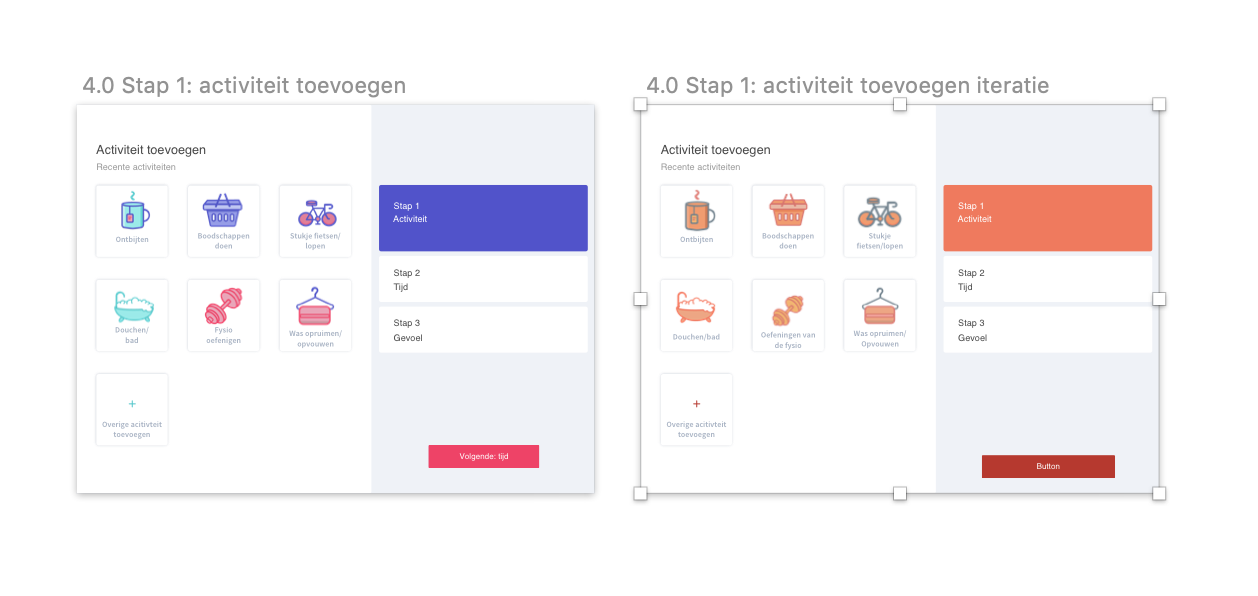 4.0 Stap 1: activiteit toevoegen
Activiteit toevoegen
Recente activiteiten
Ontbijten
Boodschappen
doen
Stukje fietsen/
lopen
Douchen/
bad
Fysio
oefenigen
Was opruimen/
opvouwen
+
Overige acitivteit
toevoegen
Stap 1
Activiteit
Stap 2
Tijd
Stap 3
Gevoel
Volgende: tijd
4.0 Stap 1: activiteit toevoegen iteratie
Activiteit toevoegen
Recente activiteiten
Ontbijten
Boodschappen
doen
Stukje
fietsen/lopen
Douchen/bad
Oefeningen van
de fysio
Was opruimen/
Opvouwen
+
Overige acitivteit
toevoegen
Stap 1
Activiteit
Stap 2
Tijd
Stap 3
Gevoel
Button